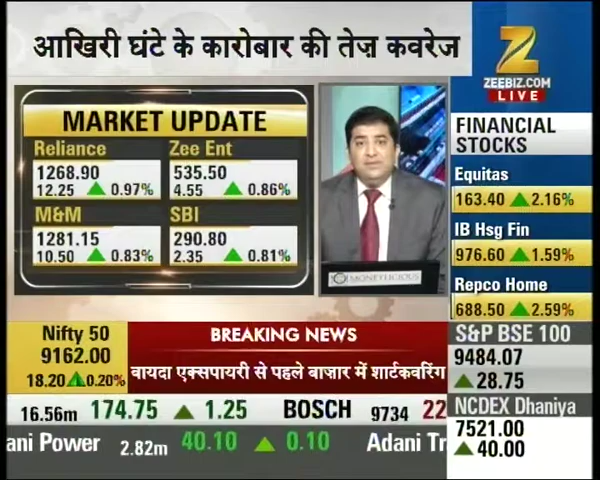 आखिरी घंटे के कारोबार की तेज़ कवरेज
Z
ZEEBIZ.COM
LIVE
MARKET UPDATE
Reliance
1268.90
12.25 ▲ 0.97%
Zee Ent
535.50
4.55 ▲ 0.86%
M&M
1281.15
10.50 ▲ 0.83%
SBI
290.80
2.35 ▲ 0.81%
MONEYLICIOUS
FINANCIAL
STOCKS
Equitas
163.40 ▲ 2.16%
IB Hsg Fin
976.60 ▲ 1.59%
Repco Home
688.50 ▲ 2.59%
Nifty 50
9162.00
18.20 ▲ 0.20%
BREAKING NEWS
वायदा एक्सपायरी से पहले बाज़ार में शार्टकवरिंग
S&P BSE 100
9484.07
▲ 28.75
16.56m 174.75 ▲ 1.25 BOSCH 9734 22
NCDEX Dhaniya
7521.00
▲ 40.00
ani Power 2.82m 40.10 ▲ 0.10 Adani Tr